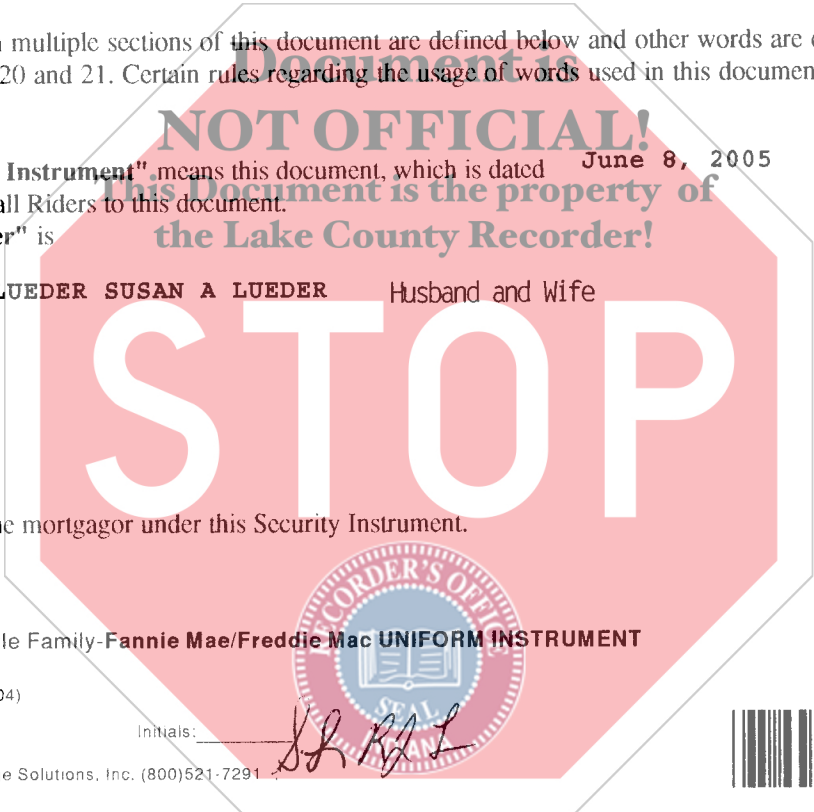 multiple sections of this document are defined below and other words are
Document is
20 and 21. Certain rules regarding the usage of words used in this document
NOT OFFICIAL!
Instrument" means this document, which is dated June 8, 2005
This Document is the property of
all Riders to this document.
er" is
the Lake County Recorder!
LUEDER SUSAN A LUEDER Husband and Wife
STOP
e mortgagor under this Security Instrument.
RECORDER'S OFFICE
le Family-Fannie Mae/Freddie Mac UNIFORM INSTRUMENT
04)
SEAL
INDIANA
Initials: SL RJL
e Solutions, Inc. (800)521-7291